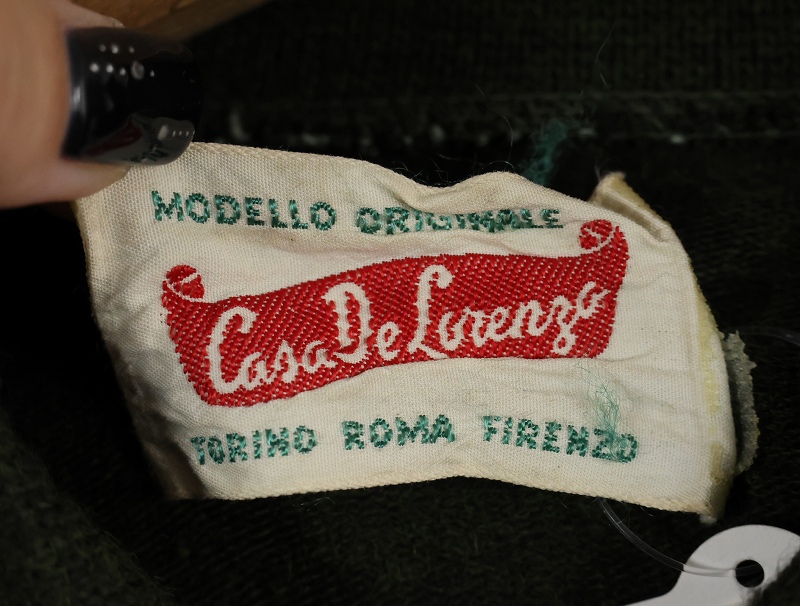 MODELLO ORIGINALE
Casa De Lorenzo
TORINO ROMA FIRENZO